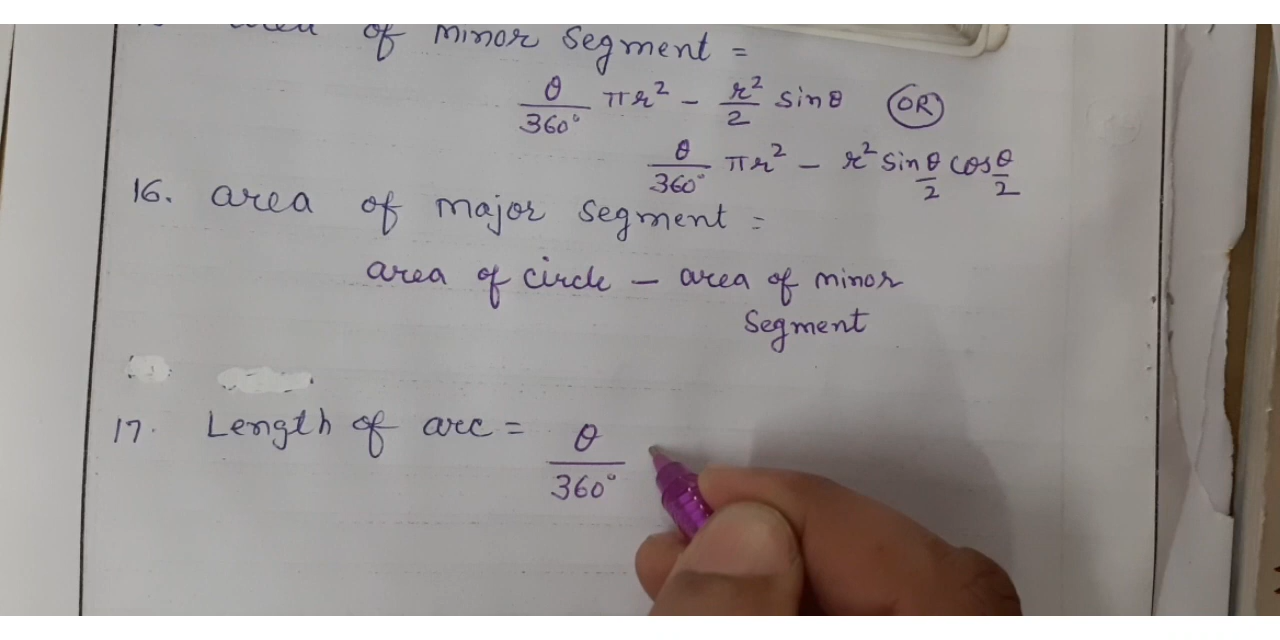 of minor segment =
θ/360° πr² - r²/2 sinθ OR
θ/360° πr² - r² sin θ/2 cos θ/2
16. area of major segment =
area of circle - area of minor
segment
17. Length of arc = θ/360°